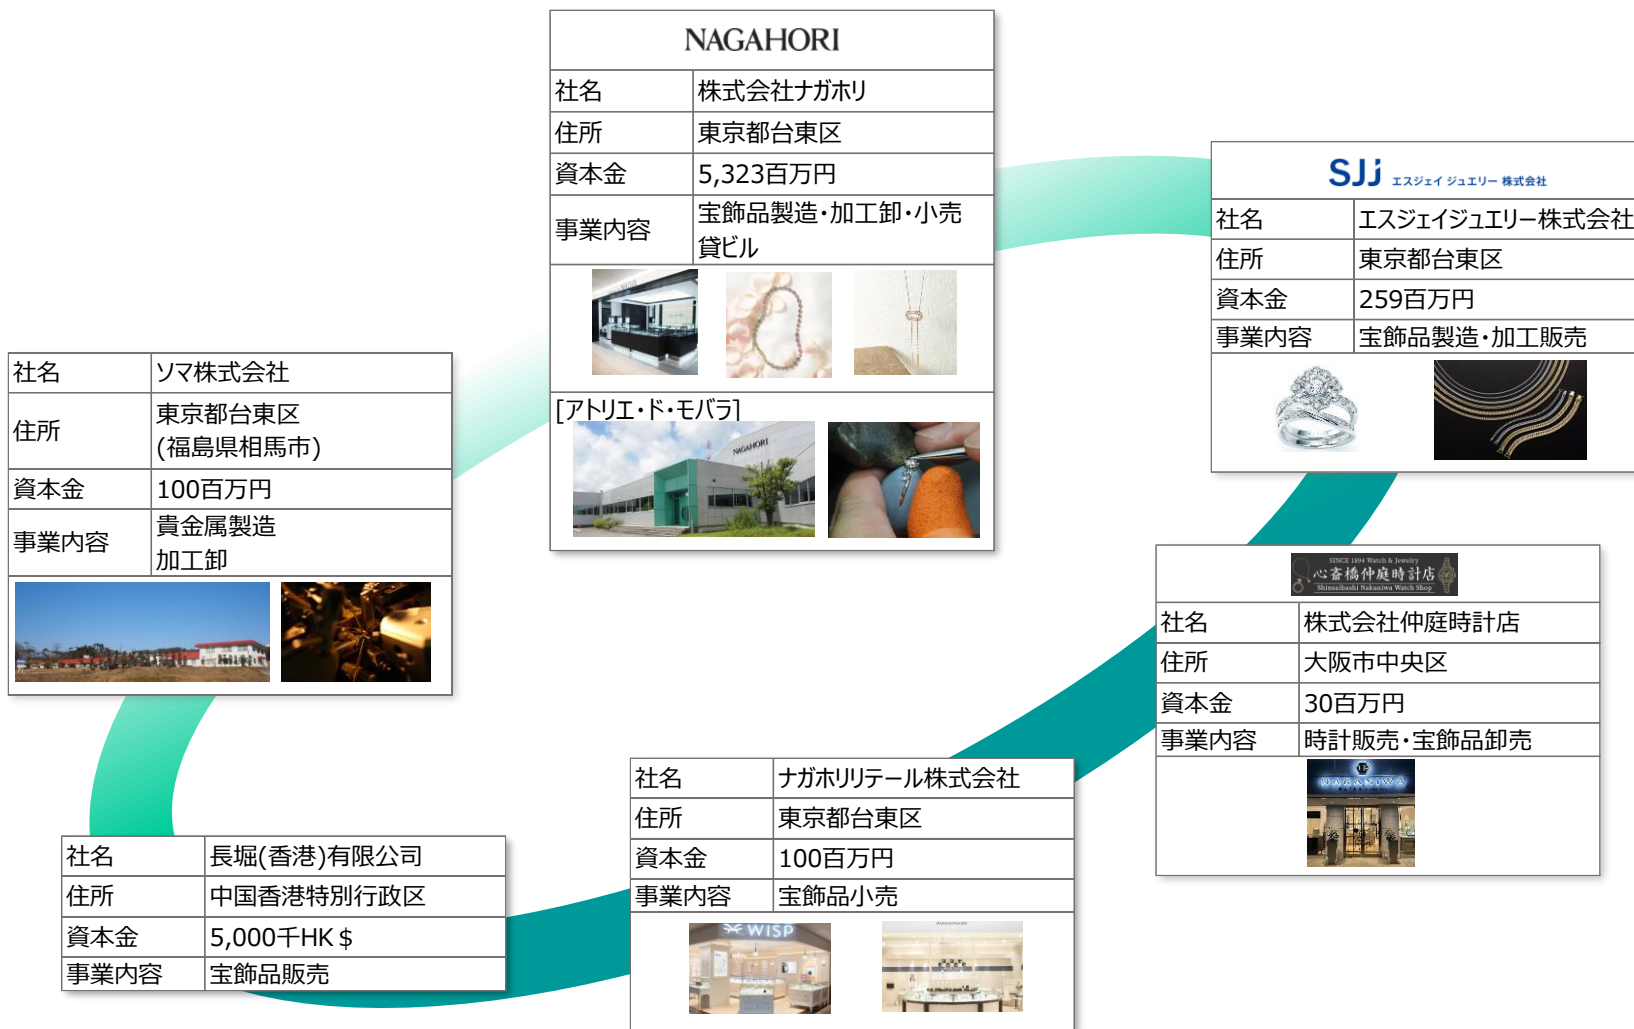 NAGAHORI
社名 株式会社ナガホリ
住所 東京都台東区
資本金 5,323百万円
事業内容 宝飾品製造・加工卸・小売
貸ビル
[アトリエ・ド・モバラ]
NAGAHORI
SJj エスジェイ ジュエリー 株式会社
社名 エスジェイジュエリー株式会社
住所 東京都台東区
資本金 259百万円
事業内容 宝飾品製造・加工販売
社名 ソマ株式会社
住所 東京都台東区
(福島県相馬市)
資本金 100百万円
事業内容 貴金属製造
加工卸
SINCE 1894 Watch & Jewelry
心斎橋仲庭時計店
Shinsaibashi Nakaniwa Watch Shop
社名 株式会社仲庭時計店
住所 大阪市中央区
資本金 30百万円
事業内容 時計販売・宝飾品卸売
NAKANIWA
社名 ナガホリリテール株式会社
住所 東京都台東区
資本金 100百万円
事業内容 宝飾品小売
WISP
社名 長堀(香港)有限公司
住所 中国香港特別行政区
資本金 5,000千HK＄
事業内容 宝飾品販売